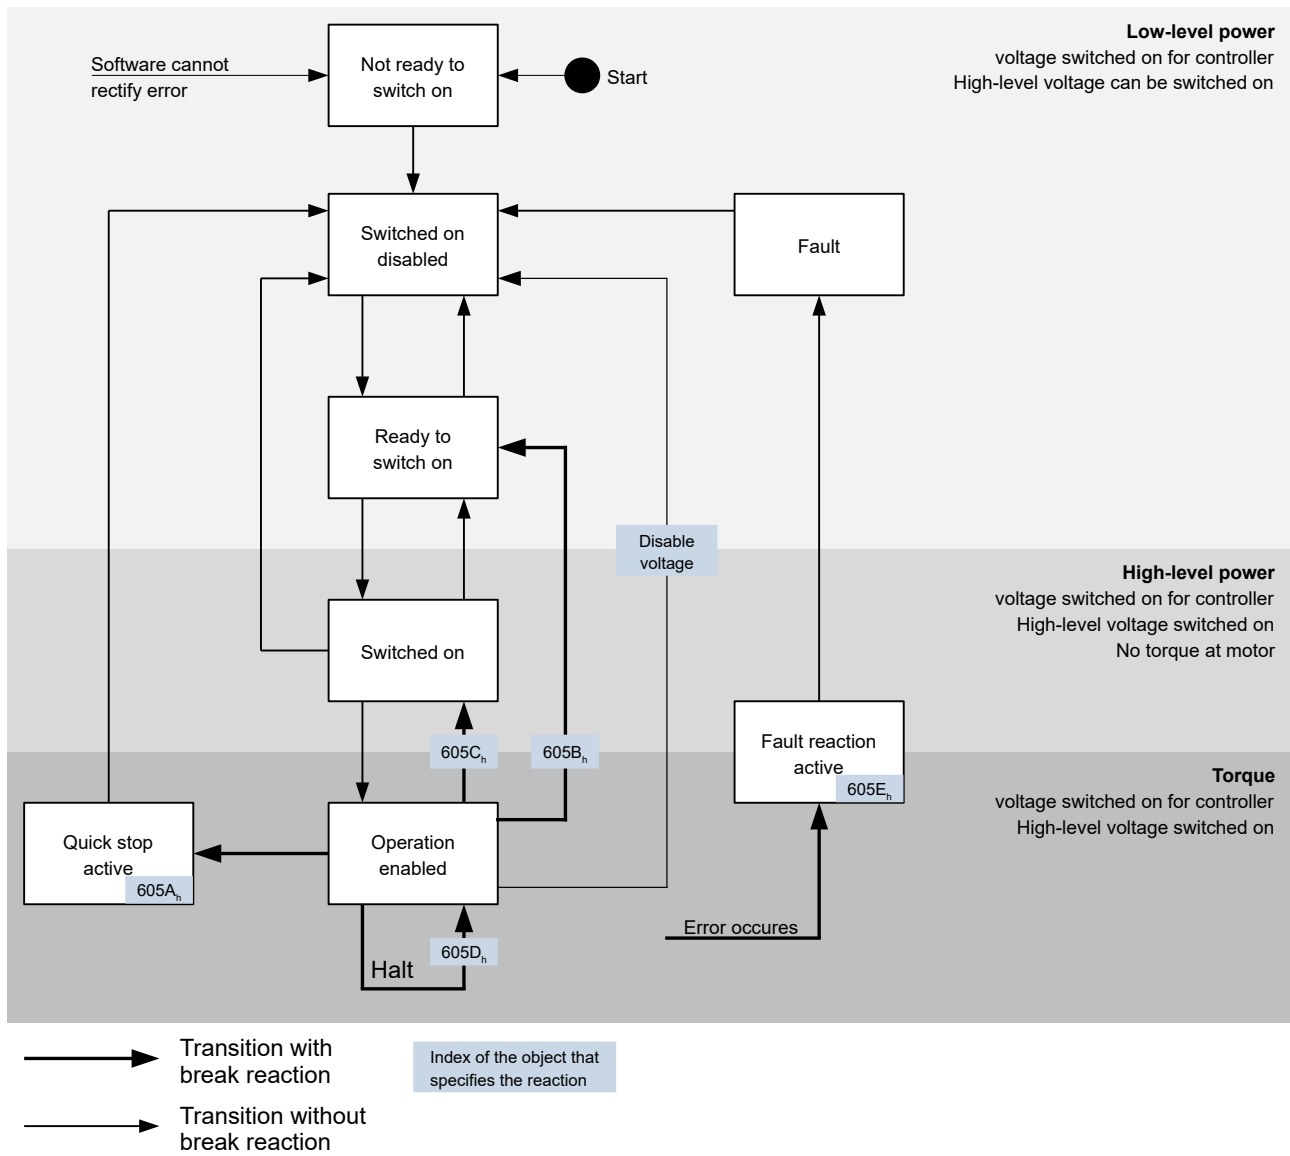 Low-level power
voltage switched on for controller
High-level voltage can be switched on
Software cannot
rectify error
Not ready to
switch on
Start
Switched on
disabled
Fault
Ready to
switch on
Disable
voltage
High-level power
voltage switched on for controller
High-level voltage switched on
No torque at motor
Switched on
605Ch
605Bh
Fault reaction
active
605Eh
Torque
voltage switched on for controller
High-level voltage switched on
Quick stop
active
605Ah
Operation
enabled
Error occures
605Dh
Halt
Transition with
break reaction
Index of the object that
specifies the reaction
Transition without
break reaction